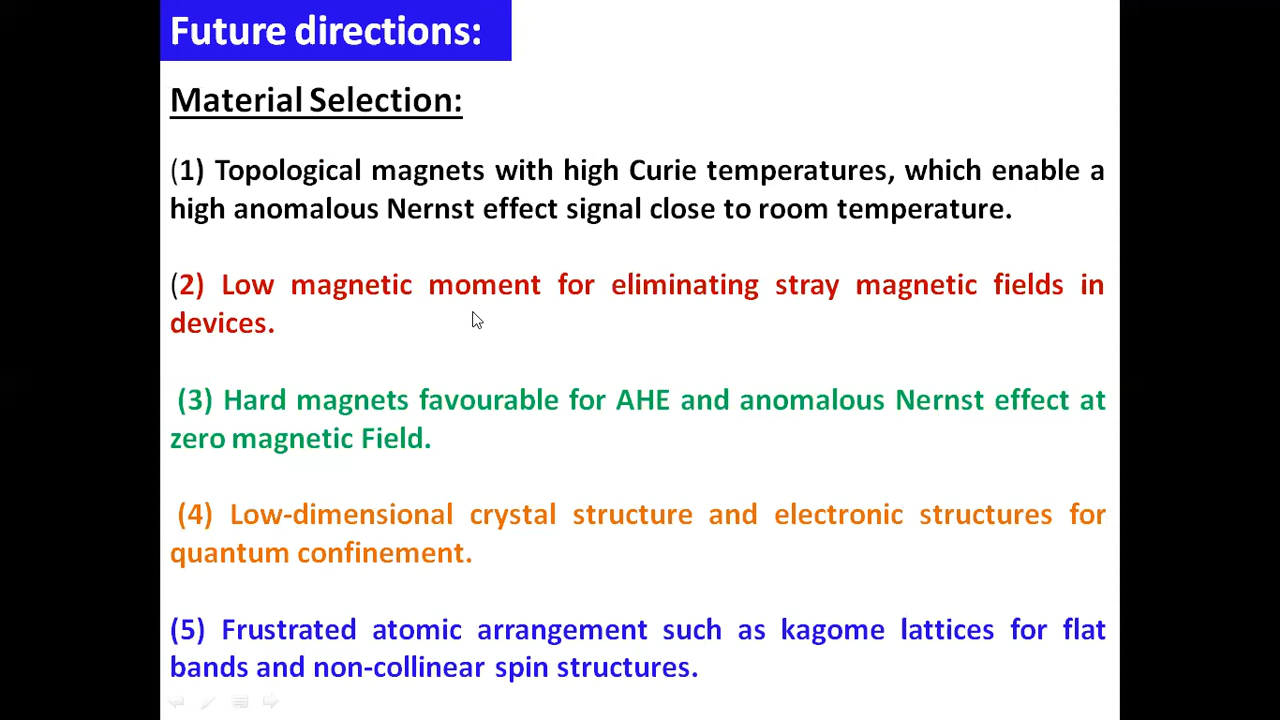 Future directions:
Material Selection:
(1) Topological magnets with high Curie temperatures, which enable a
high anomalous Nernst effect signal close to room temperature.
(2) Low magnetic moment for eliminating stray magnetic fields in
devices.
(3) Hard magnets favourable for AHE and anomalous Nernst effect at
zero magnetic Field.
(4) Low-dimensional crystal structure and electronic structures for
quantum confinement.
(5) Frustrated atomic arrangement such as kagome lattices for flat
bands and non-collinear spin structures.